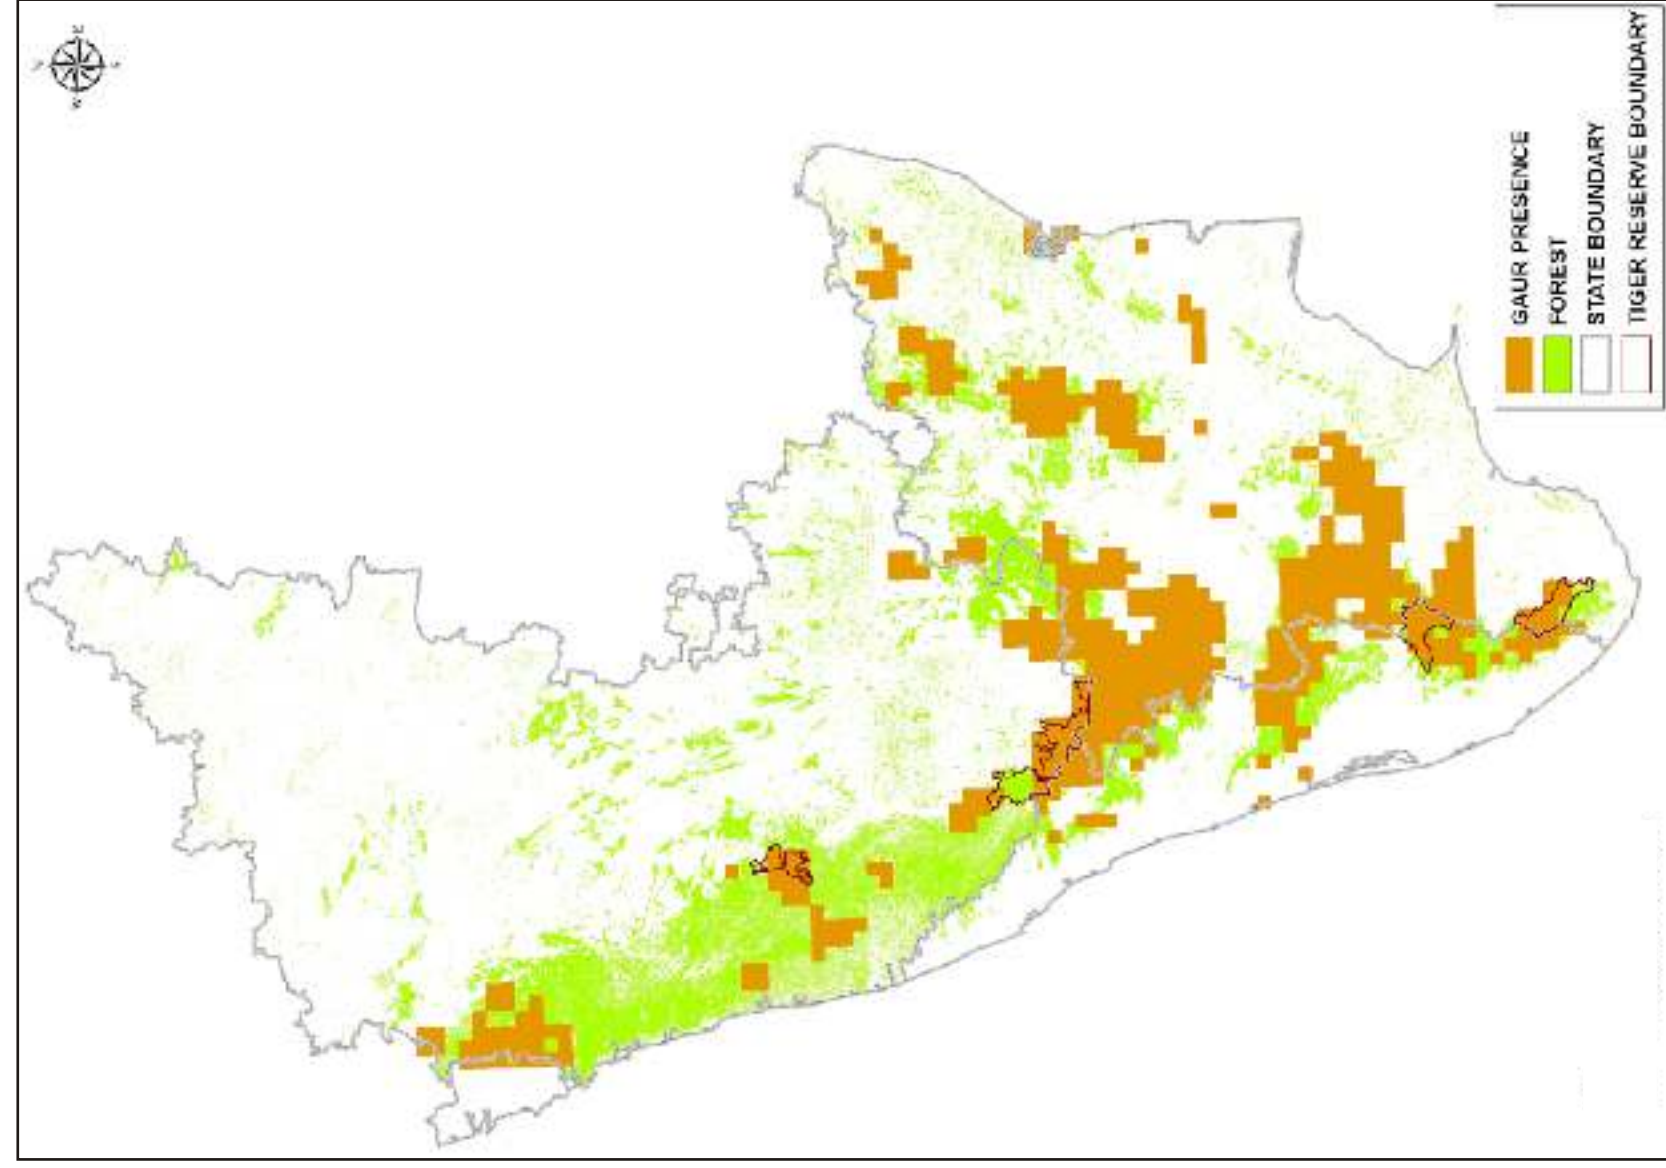 GAUR PRESENCE
FOREST
STATE BOUNDARY
TIGER RESERVE BOUNDARY
E
W